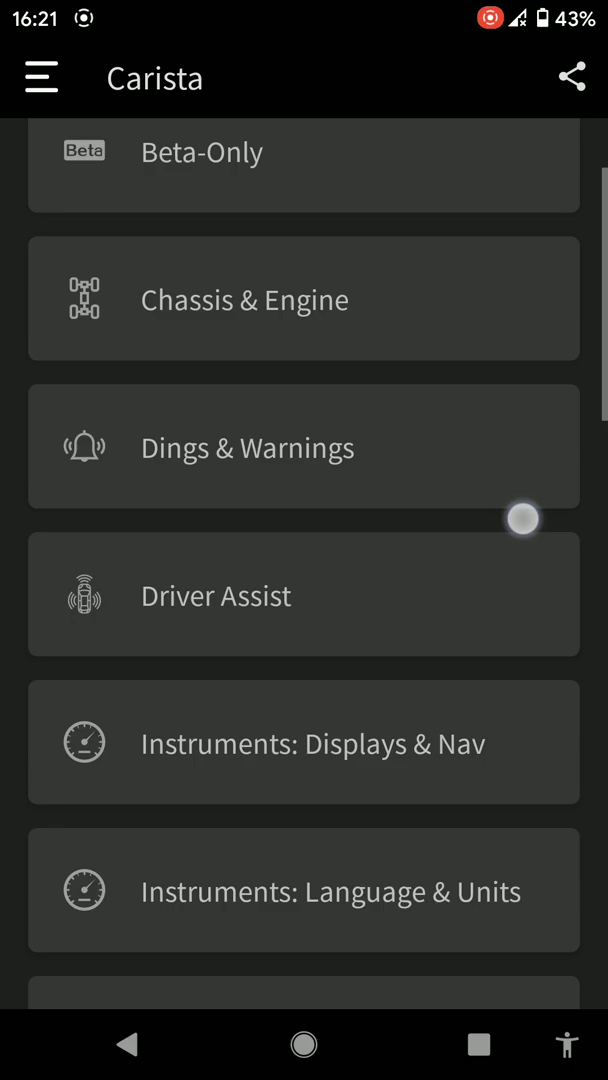 16:21
43%
Carista
Beta
Beta-Only
Chassis & Engine
Dings & Warnings
Driver Assist
Instruments: Displays & Nav
Instruments: Language & Units